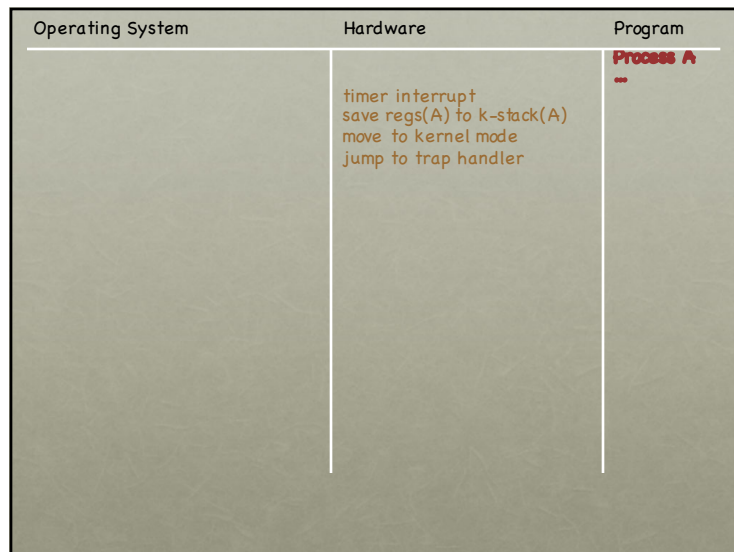 Operating System
Hardware
Program
Process A
...
timer interrupt
save regs(A) to k-stack(A)
move to kernel mode
jump to trap handler